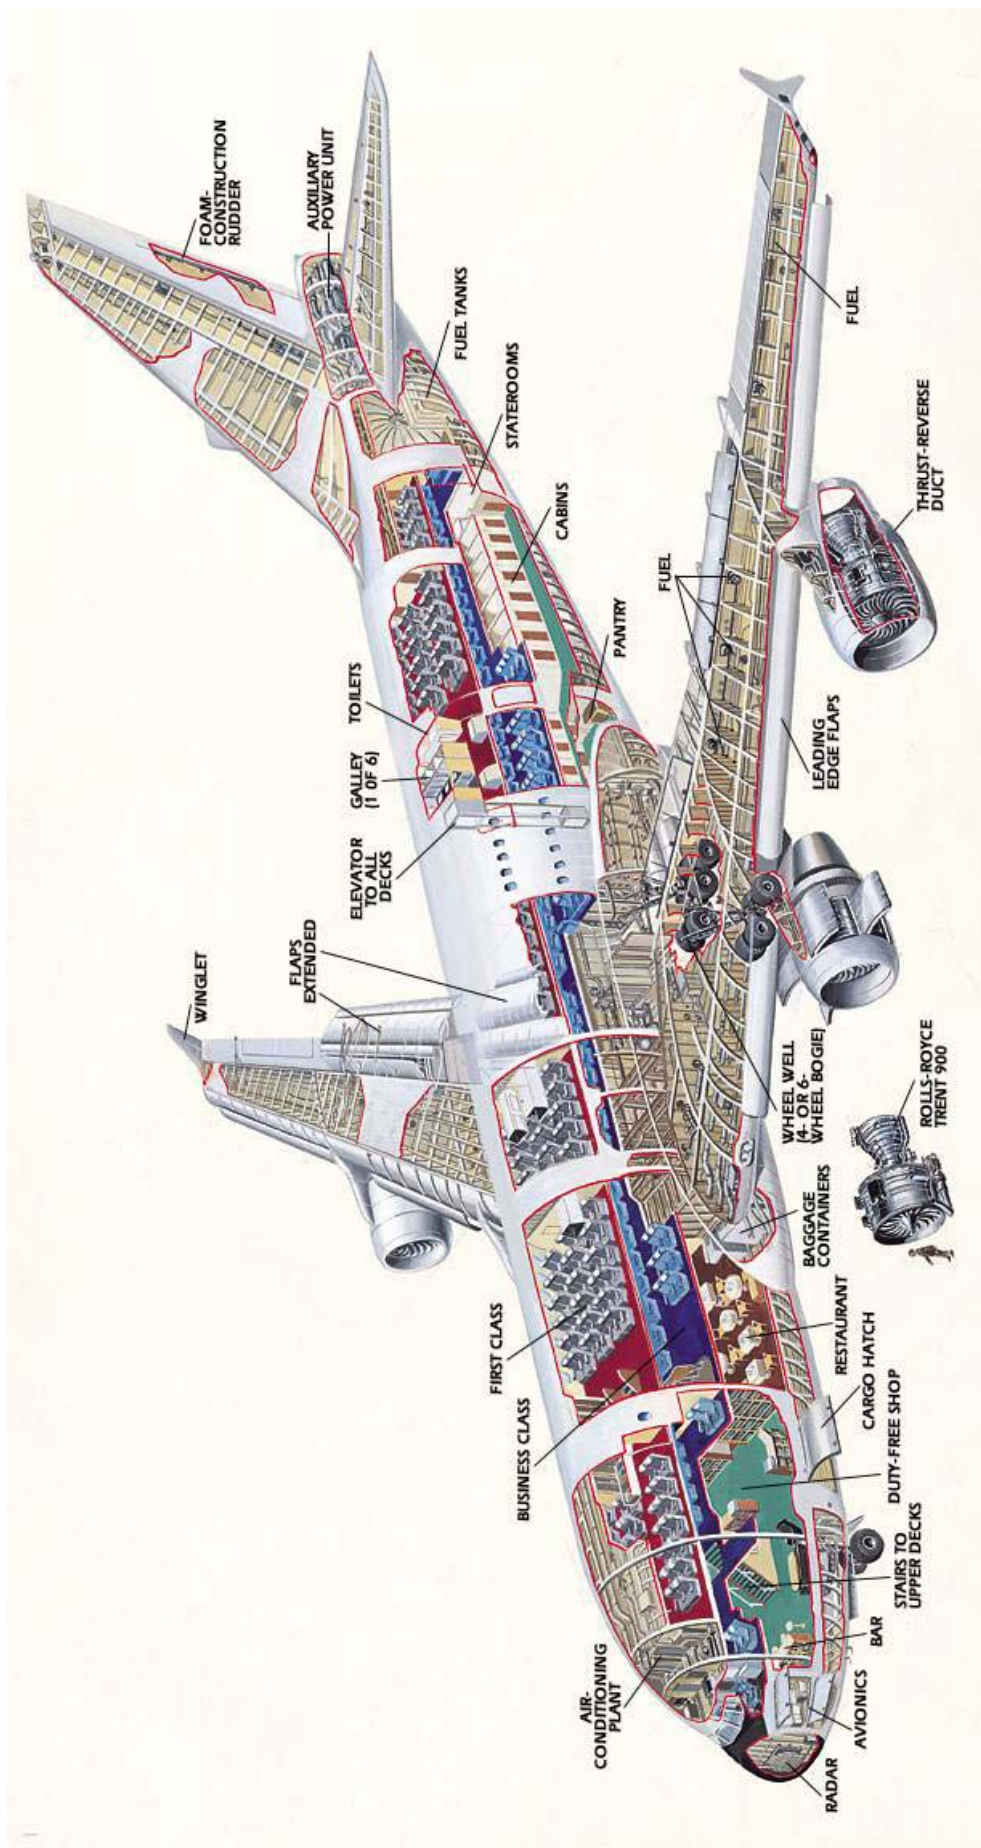 WINGLET
FLAPS
EXTENDED
ELEVATOR
TO ALL
DECKS
GALLEY
(1 OF 6)
TOILETS
FOAM-
CONSTRUCTION
RUDDER
AUXILIARY
POWER UNIT
FUEL TANKS
STATEROOMS
CABINS
PANTRY
FUEL
FUEL
THRUST-REVERSE
DUCT
LEADING
EDGE FLAPS
WHEEL WELL
(4- OR 6-
WHEEL BOGIE)
ROLLS-ROYCE
TRENT 900
BAGGAGE
CONTAINERS
RESTAURANT
CARGO HATCH
DUTY-FREE SHOP
STAIRS TO
UPPER DECKS
BAR
AVIONICS
RADAR
AIR-
CONDITIONING
PLANT
BUSINESS CLASS
FIRST CLASS